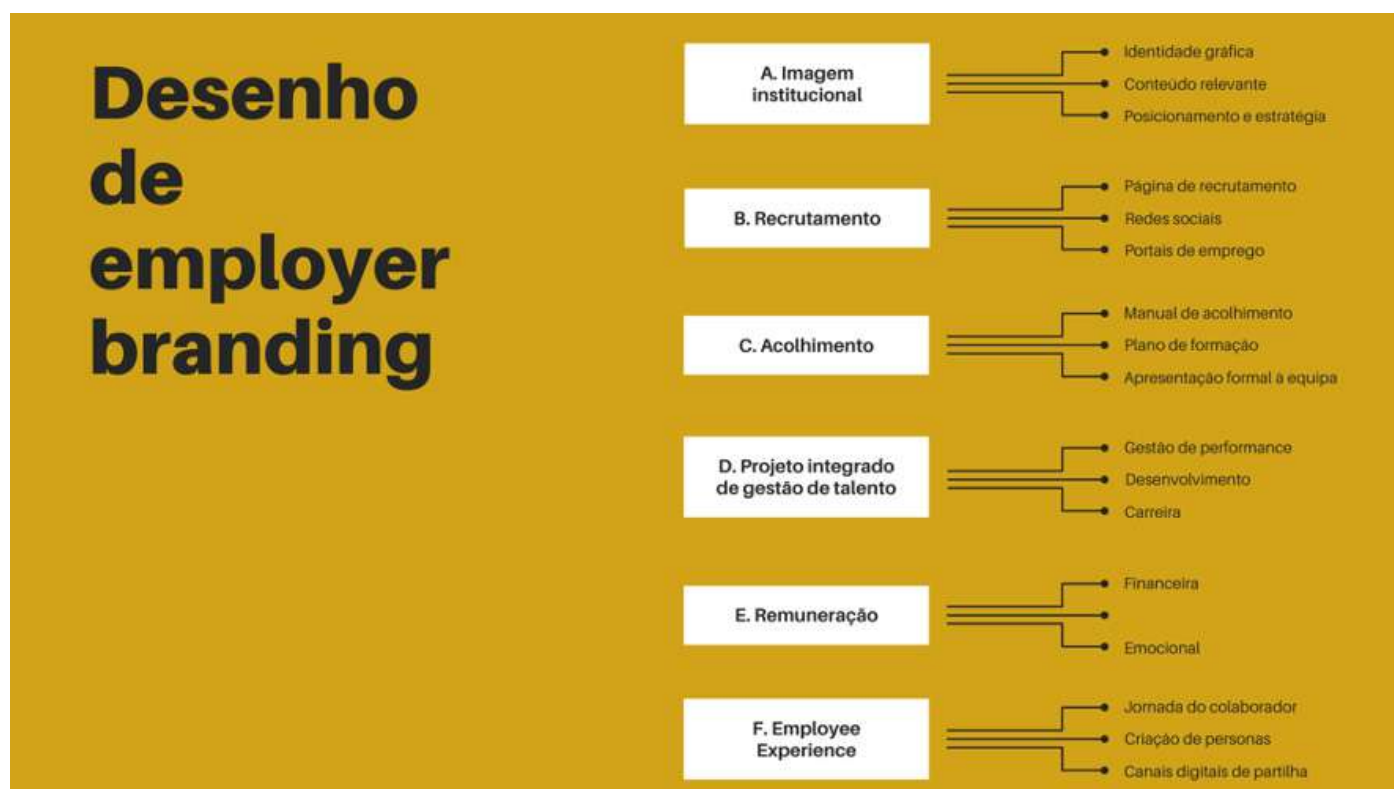 Desenho
de
employer
branding
A. Imagem
institucional
Identidade gráfica
Conteúdo relevante
Posicionamento e estratégia
B. Recrutamento
Página de recrutamento
Redes sociais
Portais de emprego
C. Acolhimento
Manual de acolhimento
Plano de formação
Apresentação formal à equipa
D. Projeto integrado
de gestão de talento
Gestão de performance
Desenvolvimento
Carreira
E. Remuneração
Financeira
Emocional
F. Employee
Experience
Jornada do colaborador
Criação de personas
Canais digitais de partilha